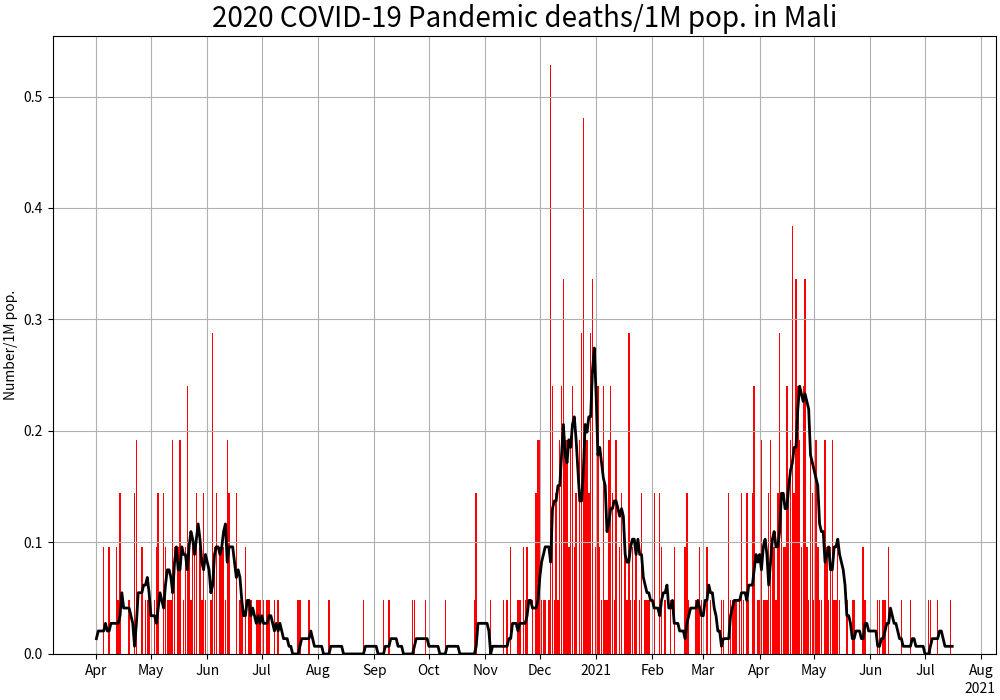 2020 COVID-19 Pandemic deaths/1M pop. in Mali
Number/1M pop.
0.5
0.4
0.3
0.2
0.1
0.0
Apr May Jun Jul Aug Sep Oct Nov Dec 2021 Feb Mar Apr May Jun Jul Aug
2021